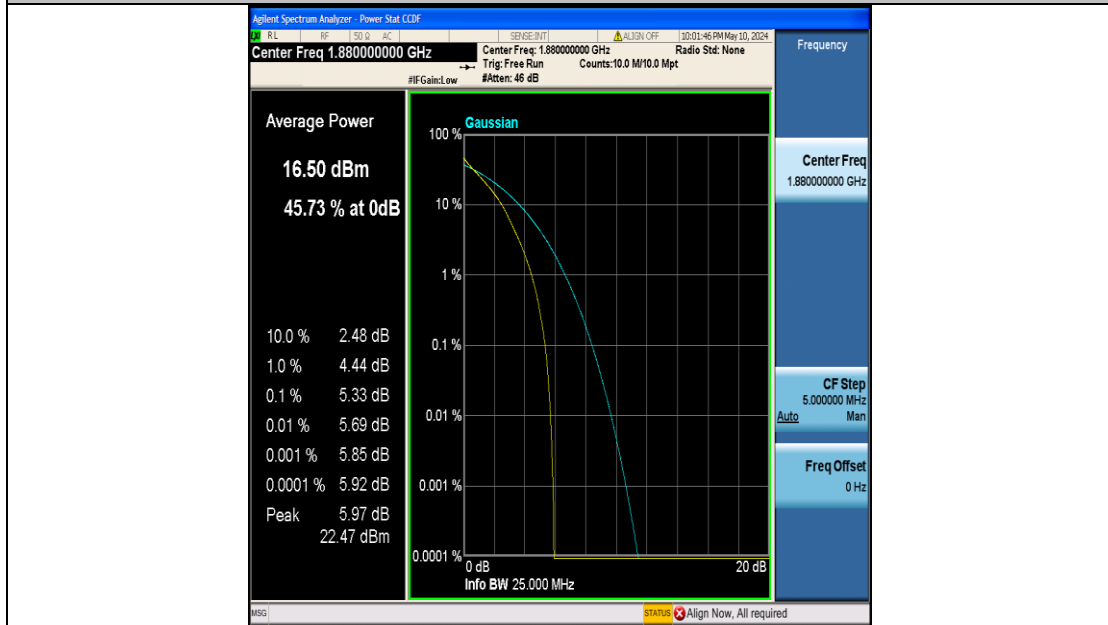 Agilent Spectrum Analyzer - Power Stat CCDF
RL RF 50 Ω AC SENSE:INT ALIGN OFF 10:01:46 PM May 10, 2024
Center Freq 1.880000000 GHz
Center Freq: 1.880000000 GHz Radio Std: None
Trig: Free Run Counts:10.0 M/10.0 Mpt
#IFGain:Low #Atten: 46 dB
Frequency
Average Power
16.50 dBm
45.73 % at 0dB
10.0 % 2.48 dB
1.0 % 4.44 dB
0.1 % 5.33 dB
0.01 % 5.69 dB
0.001 % 5.85 dB
0.0001 % 5.92 dB
Peak 5.97 dB
22.47 dBm
Gaussian
100 %
10 %
1 %
0.1 %
0.01 %
0.001 %
0.0001 %
0 dB 20 dB
Info BW 25.000 MHz
Center Freq
1.880000000 GHz
CF Step
5.000000 MHz
Auto Man
Freq Offset
0 Hz
MSG STATUS Align Now, All required